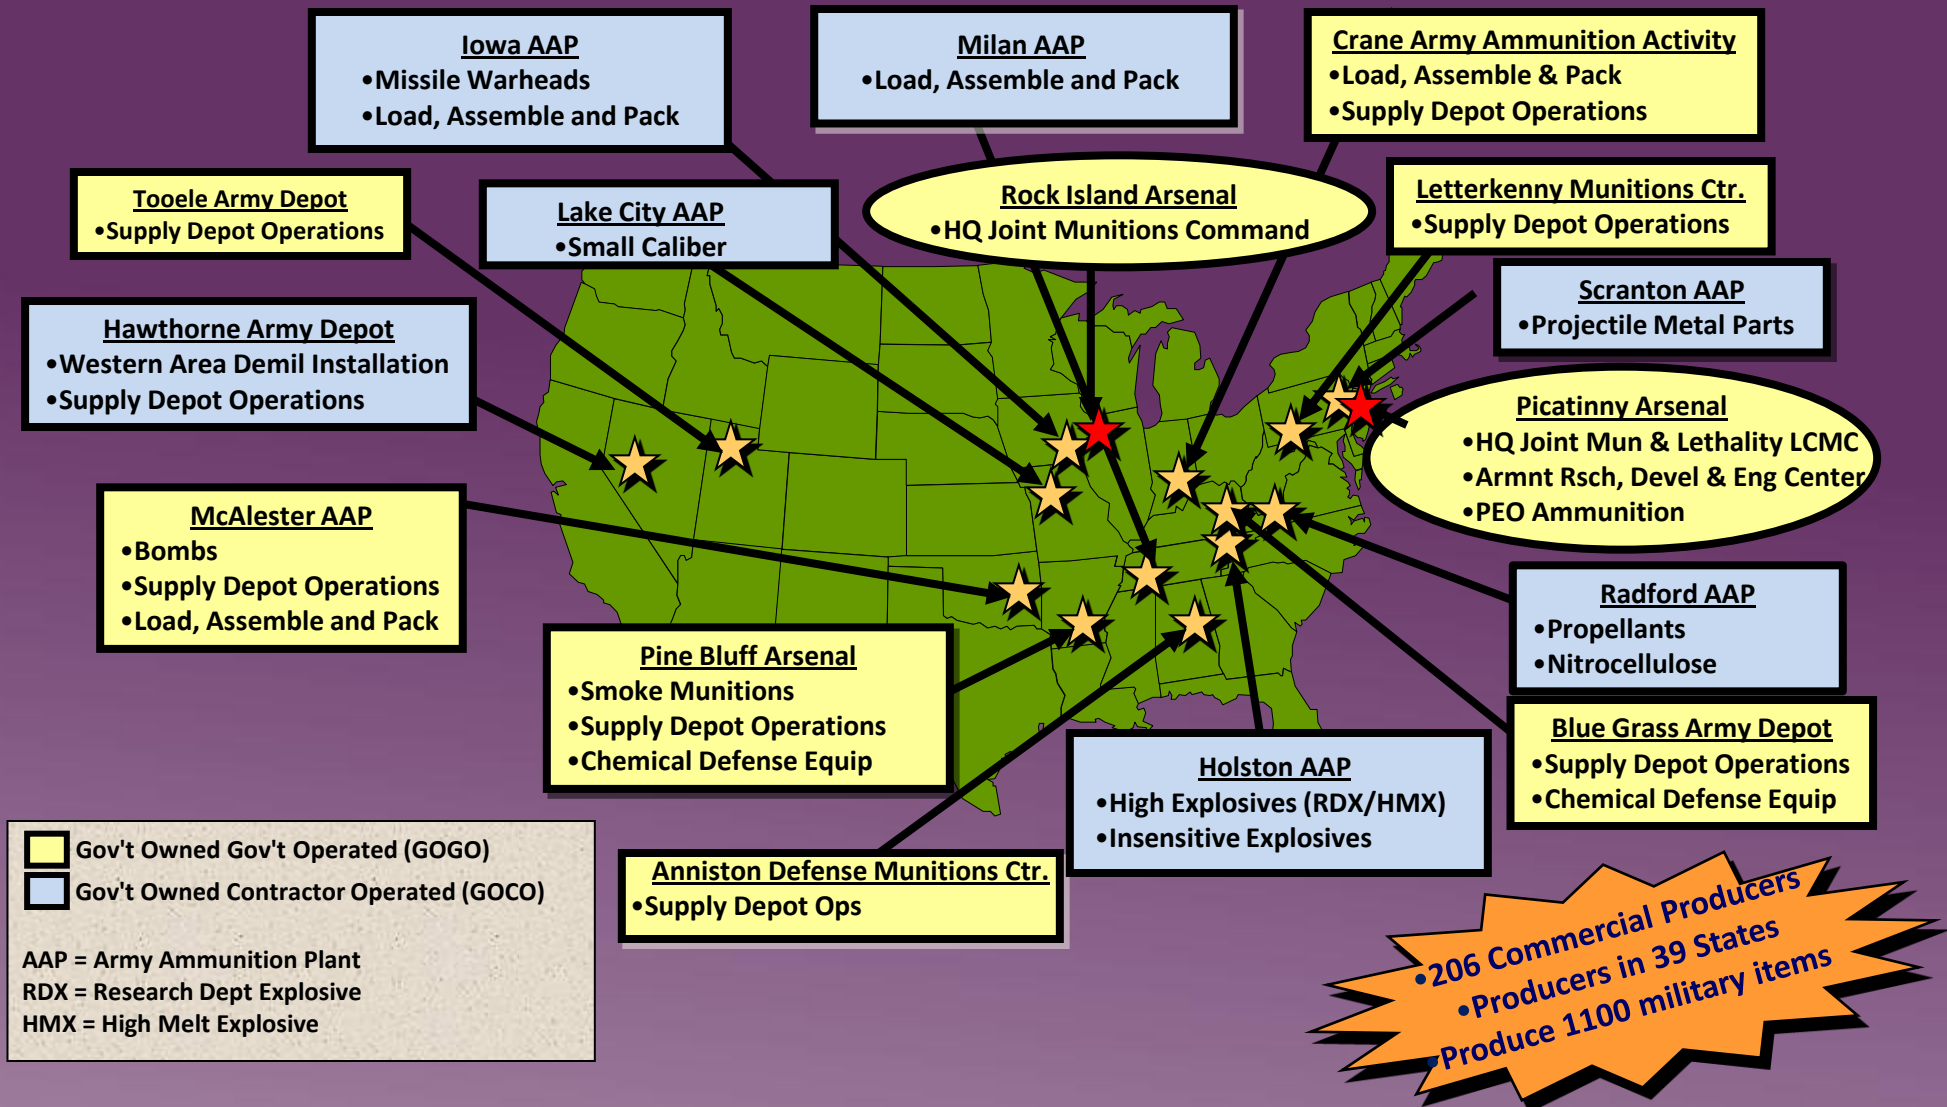 Iowa AAP
•Missile Warheads
•Load, Assemble and Pack
Milan AAP
•Load, Assemble and Pack
Crane Army Ammunition Activity
•Load, Assemble & Pack
•Supply Depot Operations
Tooele Army Depot
•Supply Depot Operations
Lake City AAP
•Small Caliber
Rock Island Arsenal
•HQ Joint Munitions Command
Letterkenny Munitions Ctr.
•Supply Depot Operations
Hawthorne Army Depot
•Western Area Demil Installation
•Supply Depot Operations
Scranton AAP
•Projectile Metal Parts
Picatinny Arsenal
•HQ Joint Mun & Lethality LCMC
•Armnt Rsch, Devel & Eng Center
•PEO Ammunition
McAlester AAP
•Bombs
•Supply Depot Operations
•Load, Assemble and Pack
Pine Bluff Arsenal
•Smoke Munitions
•Supply Depot Operations
•Chemical Defense Equip
Radford AAP
•Propellants
•Nitrocellulose
Blue Grass Army Depot
•Supply Depot Operations
•Chemical Defense Equip
Holston AAP
•High Explosives (RDX/HMX)
•Insensitive Explosives
Anniston Defense Munitions Ctr.
•Supply Depot Ops
Gov't Owned Gov't Operated (GOGO)
Gov't Owned Contractor Operated (GOCO)
AAP = Army Ammunition Plant
RDX = Research Dept Explosive
HMX = High Melt Explosive
•206 Commercial Producers
•Producers in 39 States
•Produce 1100 military items